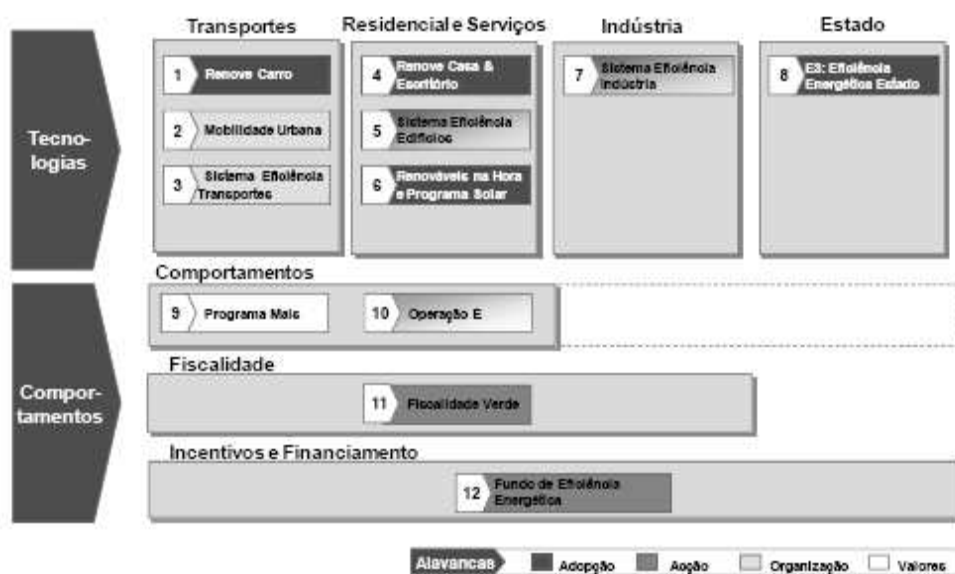 Transportes
Residencial e Serviços
Indústria
Estado
Tecno-
logias
1 Renove Carro
2 Mobilidade Urbana
3 Sistema Eficiência
Transportes
4 Renove Casa &
Escritório
5 Sistema Eficiência
Edifícios
6 Renováveis na Hora
e Programa Solar
7 Sistema Eficiência
Indústria
8 E3: Eficiência
Energética Estado
Compor-
tamentos
Comportamentos
9 Programa Mais
10 Operação E
Fiscalidade
11 Fiscalidade Verde
Incentivos e Financiamento
12 Fundo de Eficiência
Energética
Alavancas
Adopção
Acção
Organização
Valores